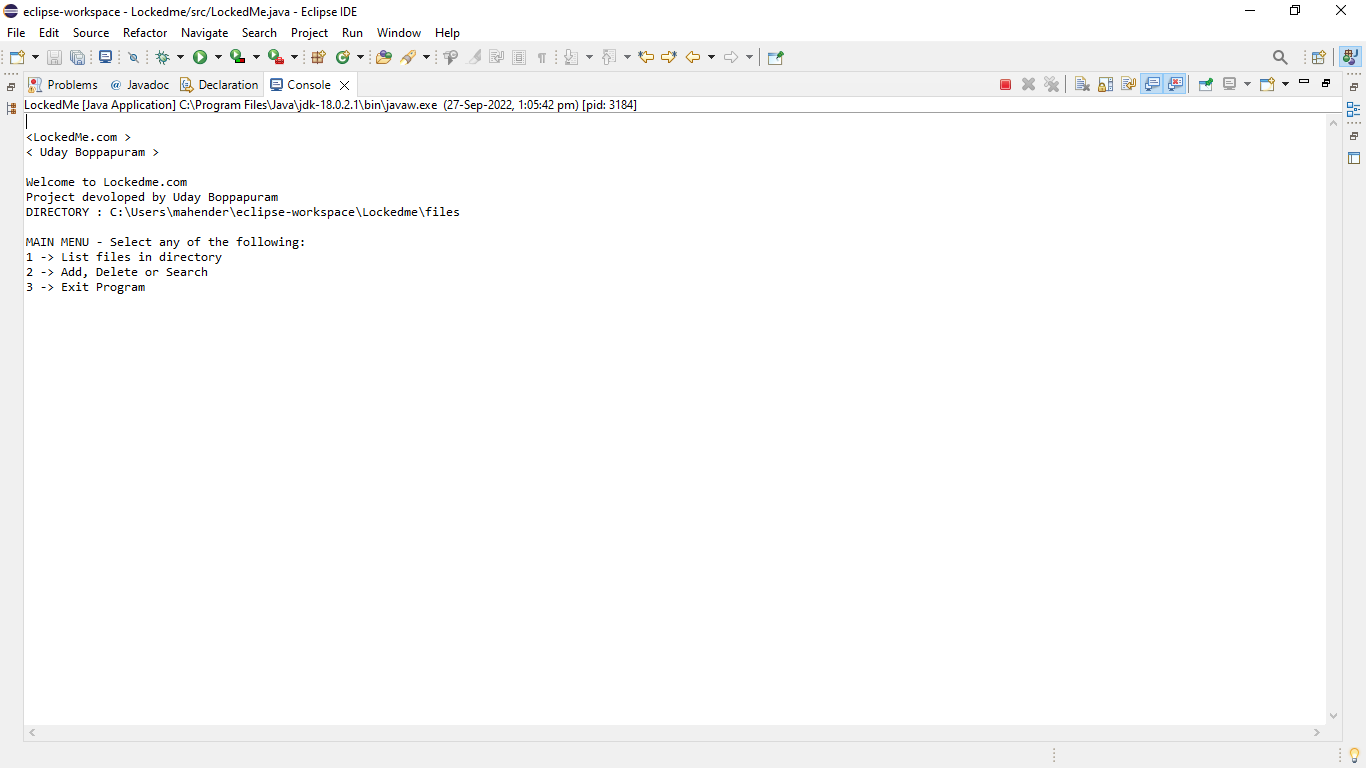 eclipse-workspace - Lockedme/src/LockedMe.java - Eclipse IDE
File Edit Source Refactor Navigate Search Project Run Window Help
Problems @ Javadoc Declaration Console
LockedMe [Java Application] C:\Program Files\Java\jdk-18.0.2.1\bin\javaw.exe (27-Sep-2022, 1:05:42 pm) [pid: 3184]
<LockedMe.com >
< Uday Boppapuram >
Welcome to Lockedme.com
Project devoloped by Uday Boppapuram
DIRECTORY : C:\Users\mahender\eclipse-workspace\Lockedme\files
MAIN MENU - Select any of the following:
1 -> List files in directory
2 -> Add, Delete or Search
3 -> Exit Program